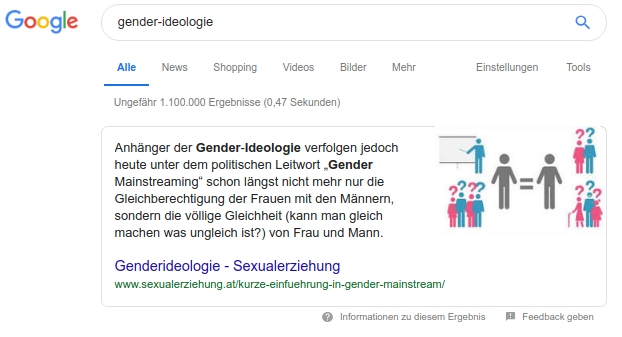 Google
gender-ideologie
Alle News Shopping Videos Bilder Mehr Einstellungen Tools
Ungefähr 1.100.000 Ergebnisse (0,47 Sekunden)
Anhänger der Gender-Ideologie verfolgen jedoch
heute unter dem politischen Leitwort „Gender
Mainstreaming“ schon längst nicht mehr nur die
Gleichberechtigung der Frauen mit den Männern,
sondern die völlige Gleichheit (kann man gleich
machen was ungleich ist?) von Frau und Mann.
??
=
??
??
??
??
Genderideologie - Sexualerziehung
www.sexualerziehung.at/kurze-einfuehrung-in-gender-mainstream/
Informationen zu diesem Ergebnis Feedback geben